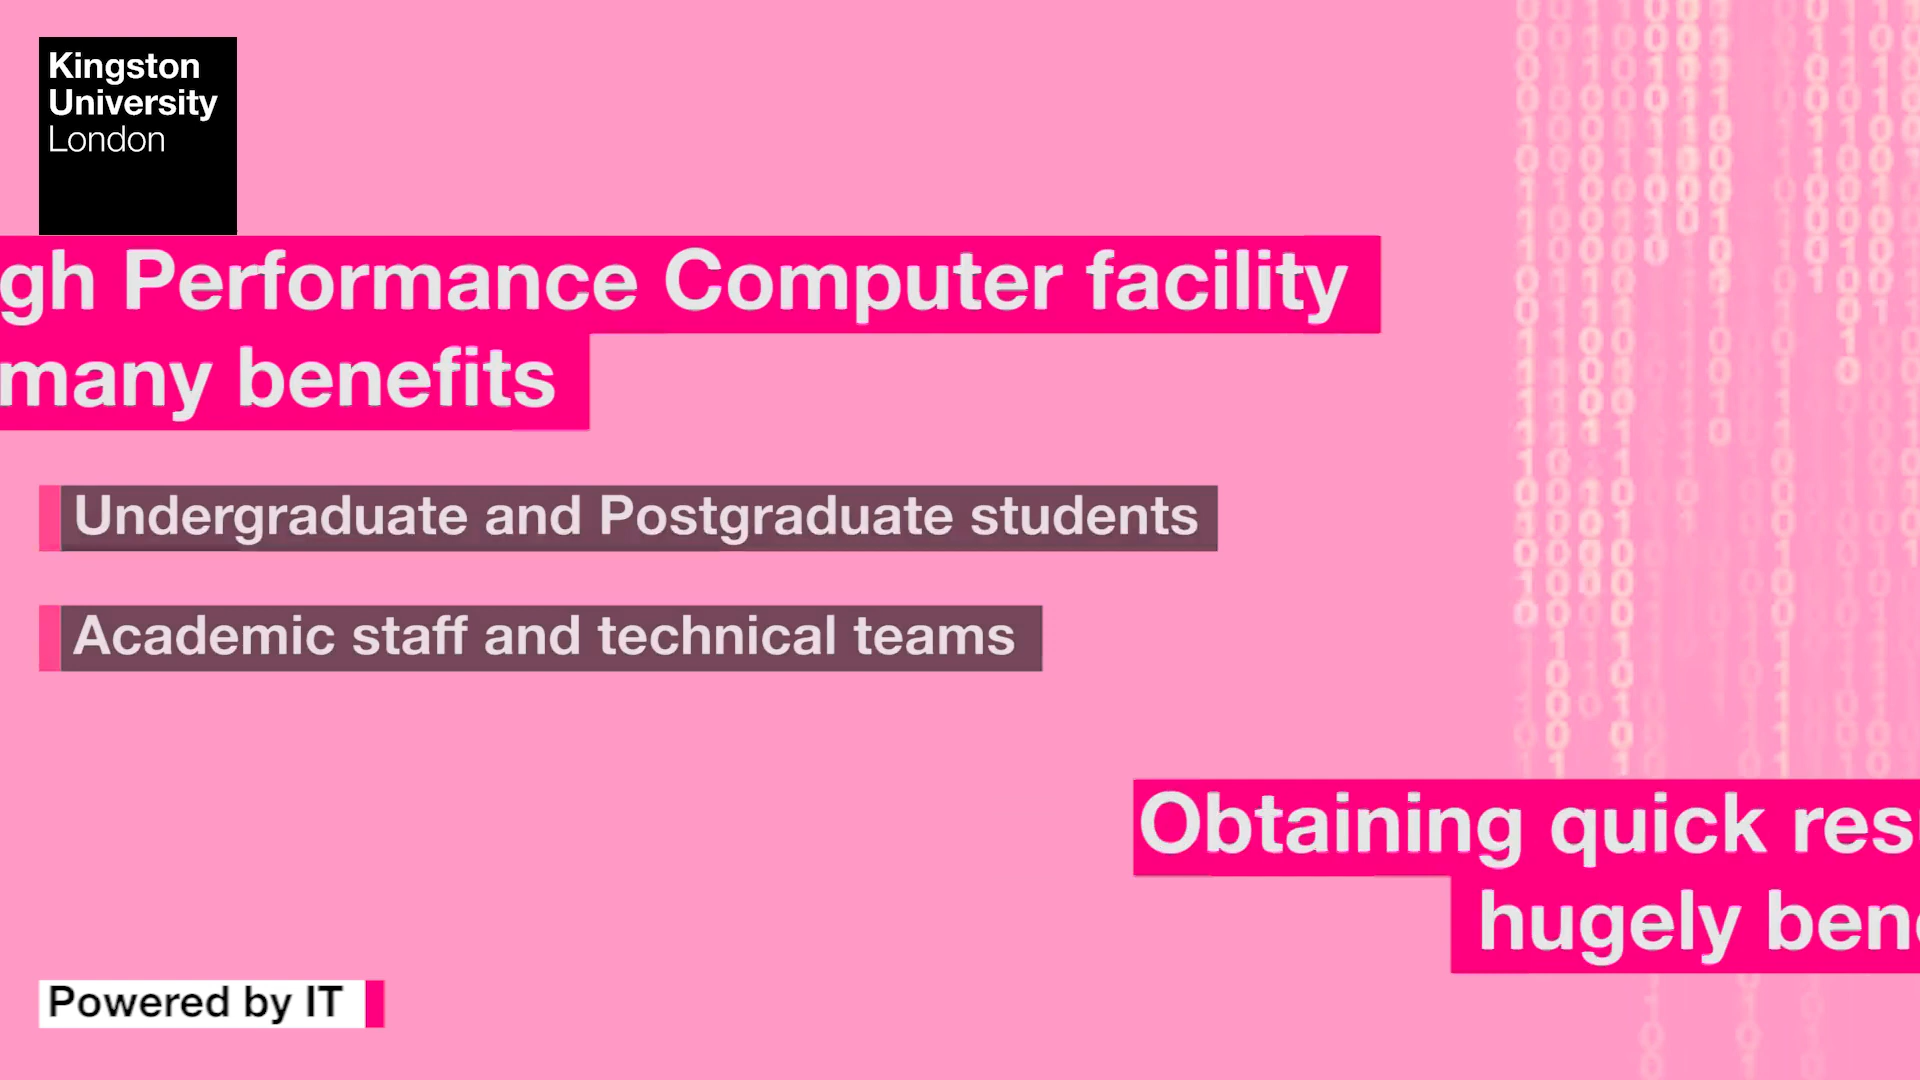 Kingston
University
London
gh Performance Computer facility
many benefits
Undergraduate and Postgraduate students
Academic staff and technical teams
Obtaining quick res
hugely ben
Powered by IT